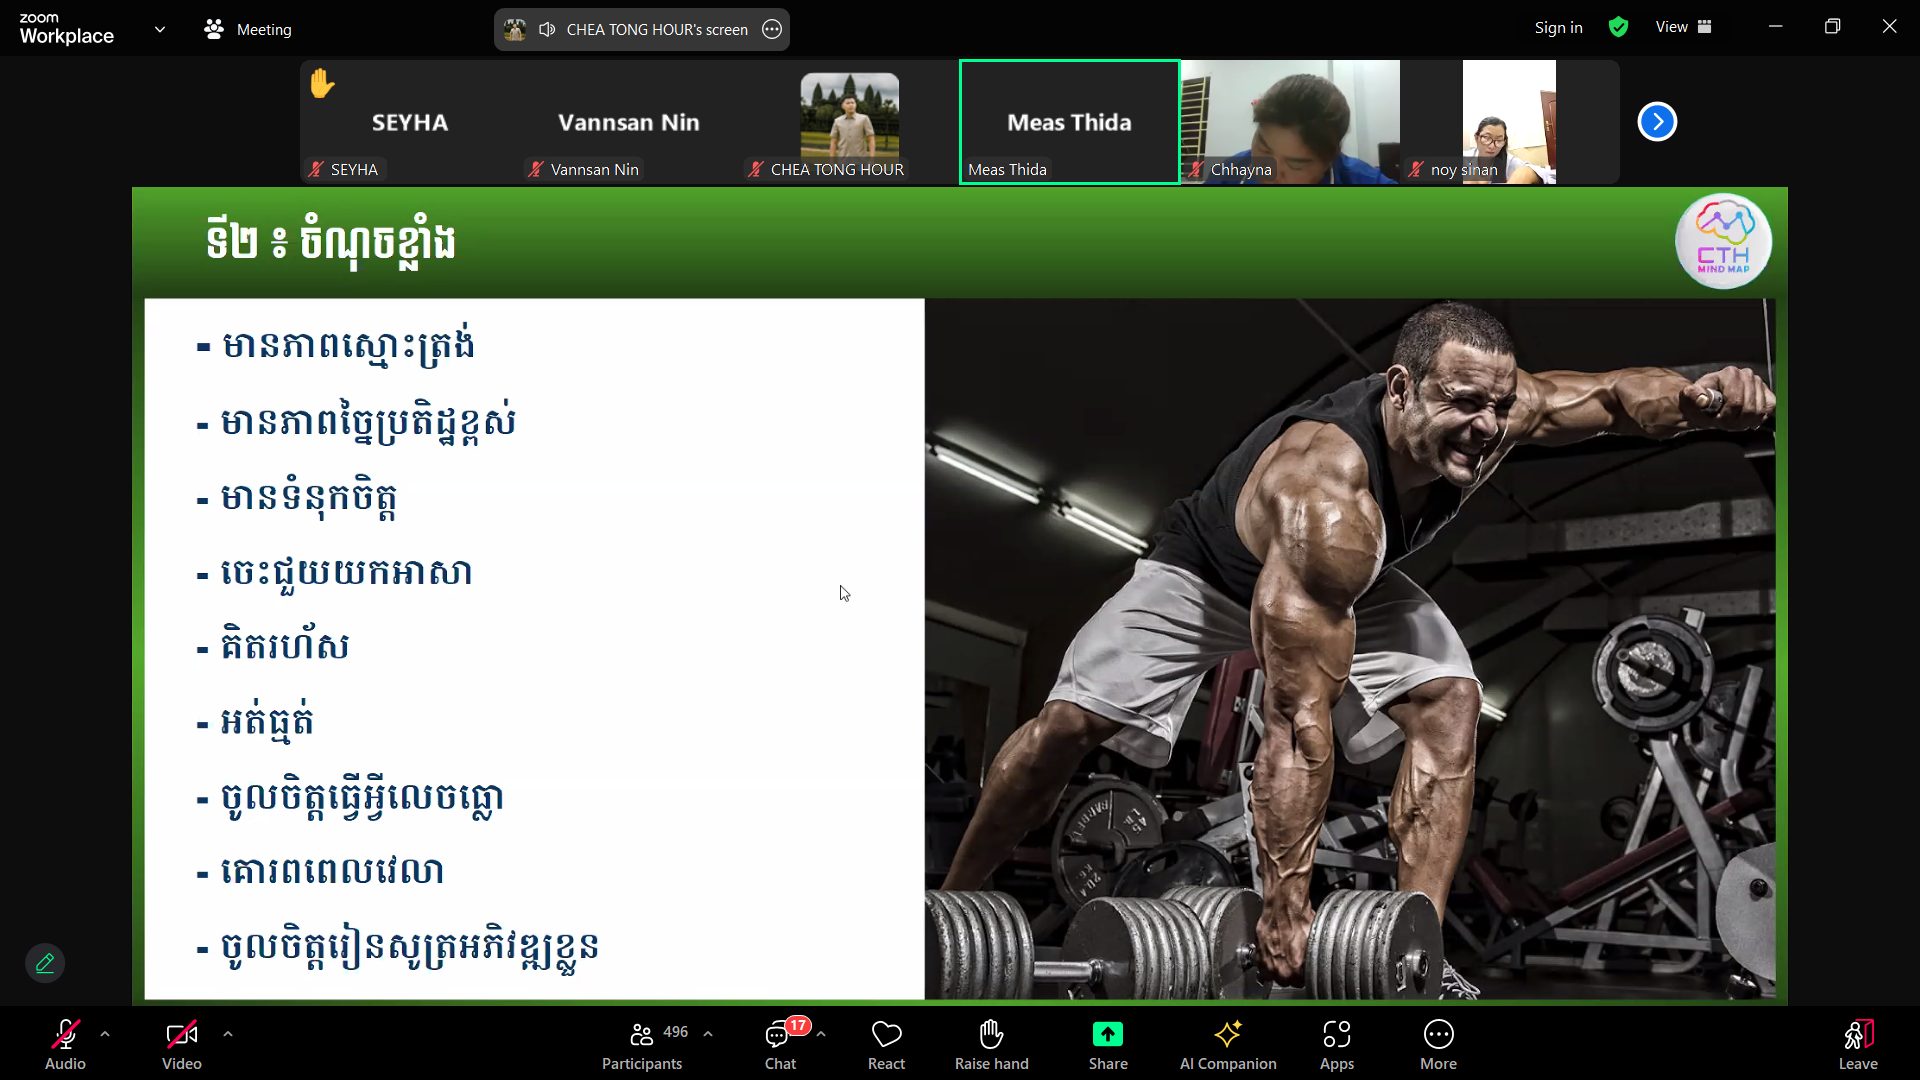 zoom
Workplace
Meeting
CHEA TONG HOUR's screen
Sign in
View
SEYHA
Vannsan Nin
Meas Thida
SEYHA
Vannsan Nin
CHEA TONG HOUR
Meas Thida
Chhayna
noy sinan
ទី២ ៖ ចំណុចខ្លាំង
CTH
MIND MAP
- មានភាពស្មោះត្រង់
- មានភាពច្នៃប្រតិដ្ឋខ្ពស់
- មានទំនុកចិត្ត
- ចេះជួយយកអាសា
- គិតរហ័ស
- អត់ធ្មត់
- ចូលចិត្តធ្វើអ្វីលេចធ្លោ
- គោរពពេលវេលា
- ចូលចិត្តរៀនសូត្រអភិវឌ្ឍខ្លួន
45
496
17
Audio
Video
Participants
Chat
React
Raise hand
Share
AI Companion
Apps
More
Leave